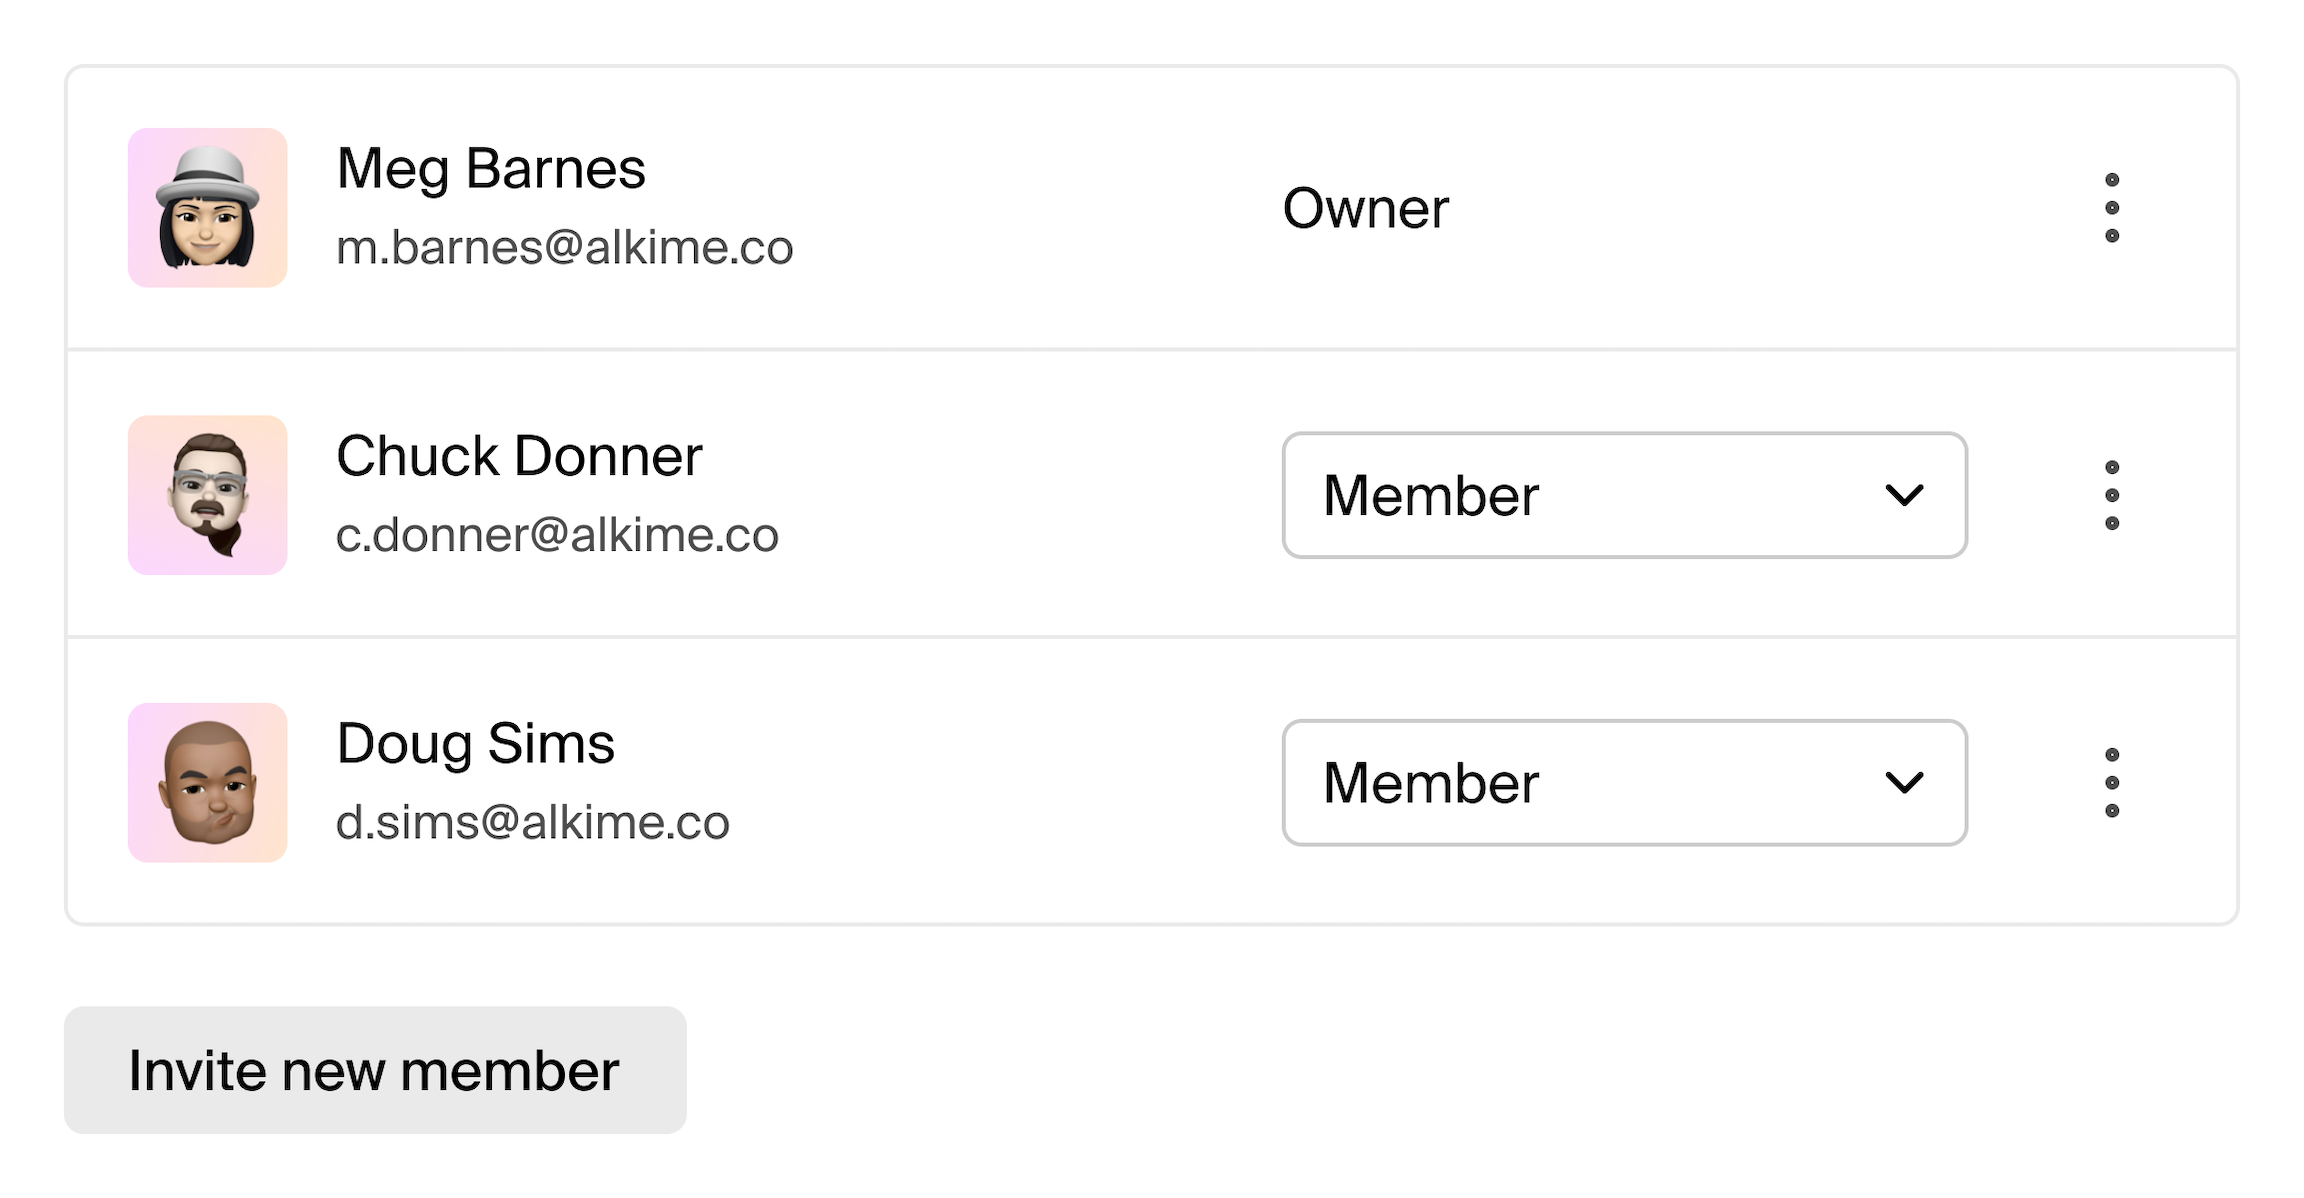 Meg Barnes
m.barnes@alkime.co
Owner
Chuck Donner
c.donner@alkime.co
Member
Doug Sims
d.sims@alkime.co
Member
Invite new member